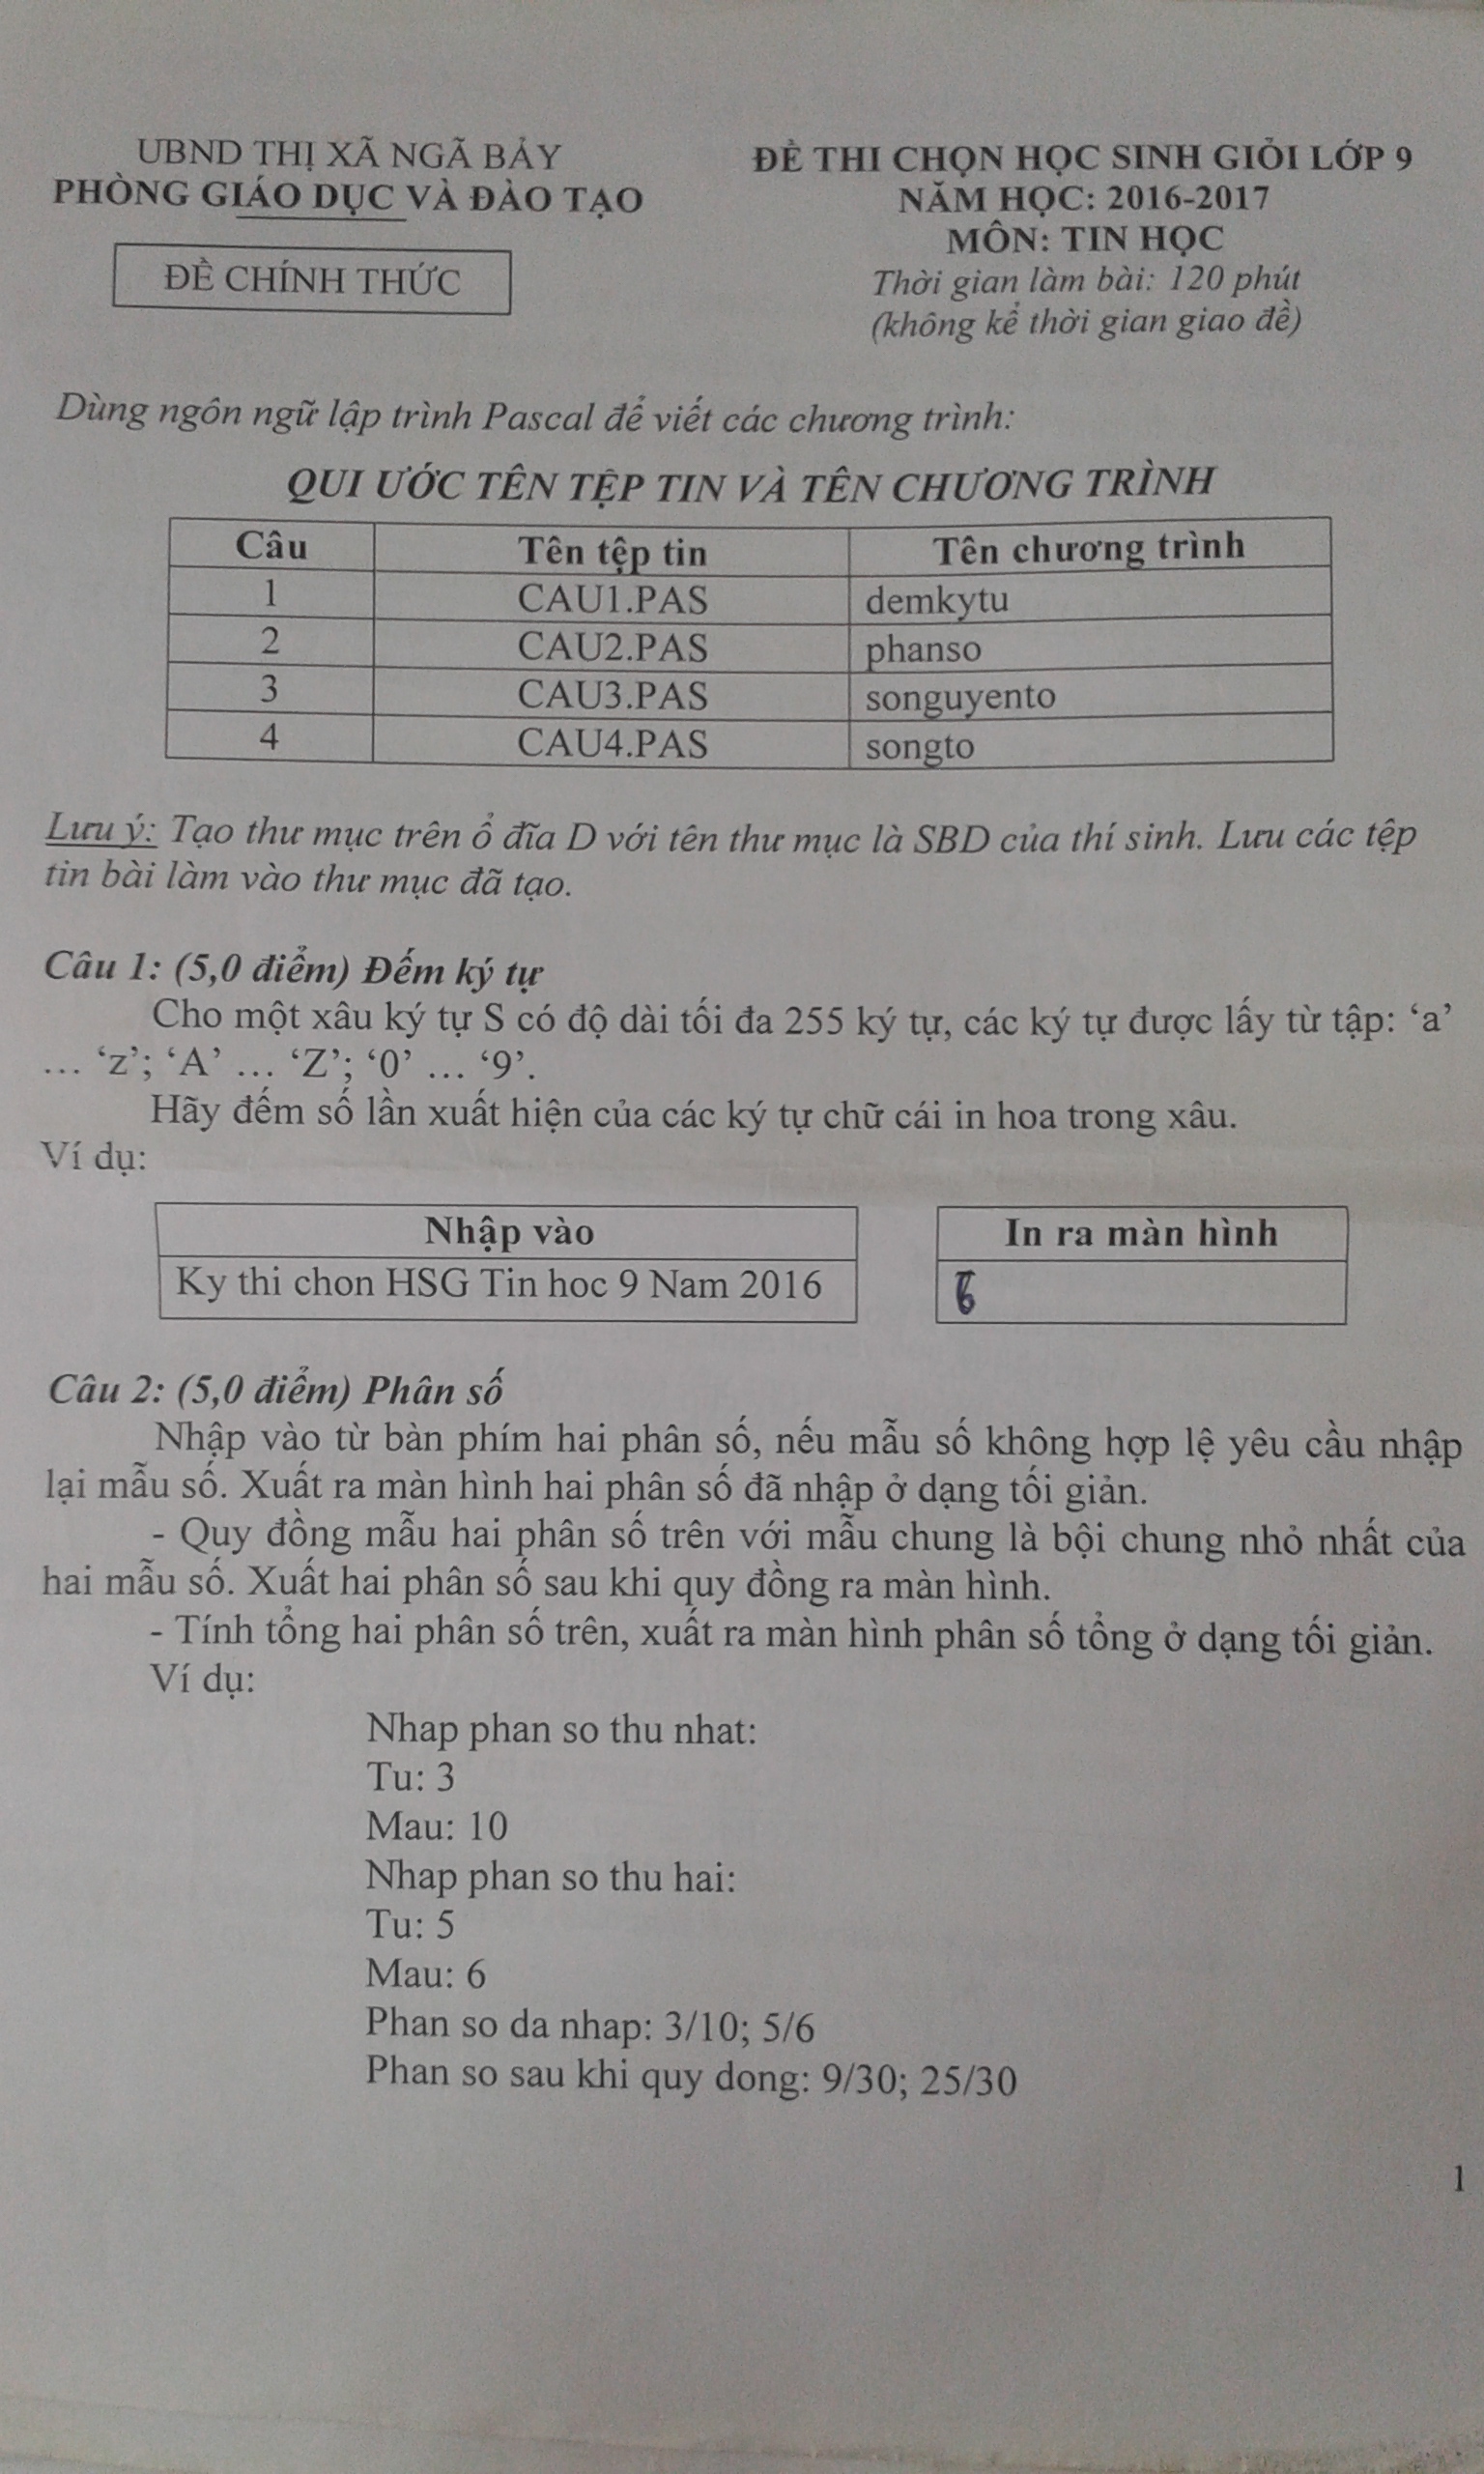 UBND THỊ XÃ NGÃ BẢY
PHÒNG GIÁO DỤC VÀ ĐÀO TẠO
ĐỀ CHÍNH THỨC
ĐỀ THI CHỌN HỌC SINH GIỎI LỚP 9
NĂM HỌC: 2016-2017
MÔN: TIN HỌC
Thời gian làm bài: 120 phút
(không kể thời gian giao đề)
Dùng ngôn ngữ lập trình Pascal để viết các chương trình:
QUI ƯỚC TÊN TỆP TIN VÀ TÊN CHƯƠNG TRÌNH
Câu Tên tệp tin Tên chương trình
1 CAU1.PAS demkytu
2 CAU2.PAS phanso
3 CAU3.PAS songuyento
4 CAU4.PAS songto
Lưu ý: Tạo thư mục trên ổ đĩa D với tên thư mục là SBD của thí sinh. Lưu các tệp
tin bài làm vào thư mục đã tạo.
Câu 1: (5,0 điểm) Đếm ký tự
Cho một xâu ký tự S có độ dài tối đa 255 ký tự, các ký tự được lấy từ tập: ‘a’
... ‘z’; ‘A’ ... ‘Z’; ‘0’ ... ‘9’.
Hãy đếm số lần xuất hiện của các ký tự chữ cái in hoa trong xâu.
Ví dụ:
Nhập vào
Ky thi chon HSG Tin hoc 9 Nam 2016
In ra màn hình
6
Câu 2: (5,0 điểm) Phân số
Nhập vào từ bàn phím hai phân số, nếu mẫu số không hợp lệ yêu cầu nhập
lại mẫu số. Xuất ra màn hình hai phân số đã nhập ở dạng tối giản.
- Quy đồng mẫu hai phân số trên với mẫu chung là bội chung nhỏ nhất của
hai mẫu số. Xuất hai phân số sau khi quy đồng ra màn hình.
- Tính tổng hai phân số trên, xuất ra màn hình phân số tổng ở dạng tối giản.
Ví dụ:
Nhap phan so thu nhat:
Tu: 3
Mau: 10
Nhap phan so thu hai:
Tu: 5
Mau: 6
Phan so da nhap: 3/10; 5/6
Phan so sau khi quy dong: 9/30; 25/30
1